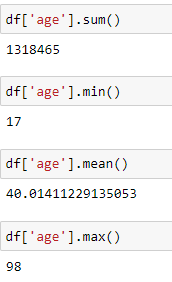 df['age'].sum()
1318465
df['age'].min()
17
df['age'].mean()
40.01411229135053
df['age'].max()
98